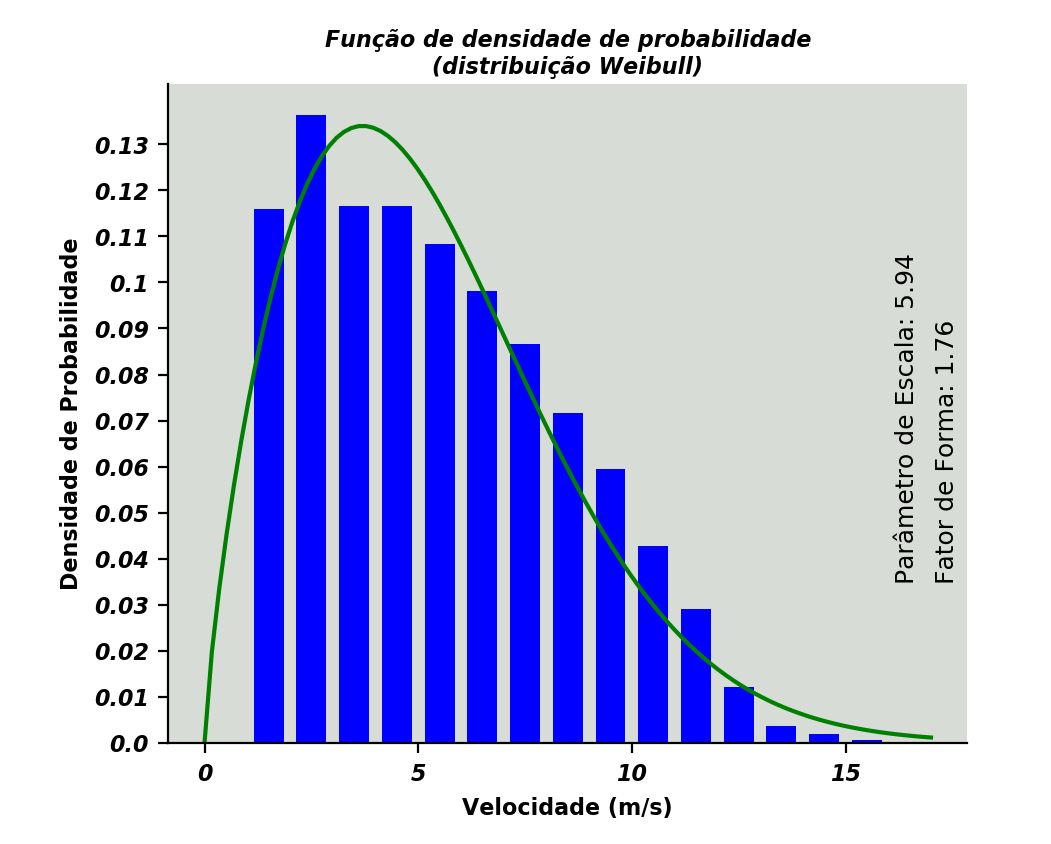 Função de densidade de probabilidade
(distribuição Weibull)
0.13
0.12
0.11
0.1
0.09
0.08
0.07
0.06
0.05
0.04
0.03
0.02
0.01
0.0
Densidade de Probabilidade
Parâmetro de Escala: 5.94
Fator de Forma: 1.76
0 5 10 15
Velocidade (m/s)